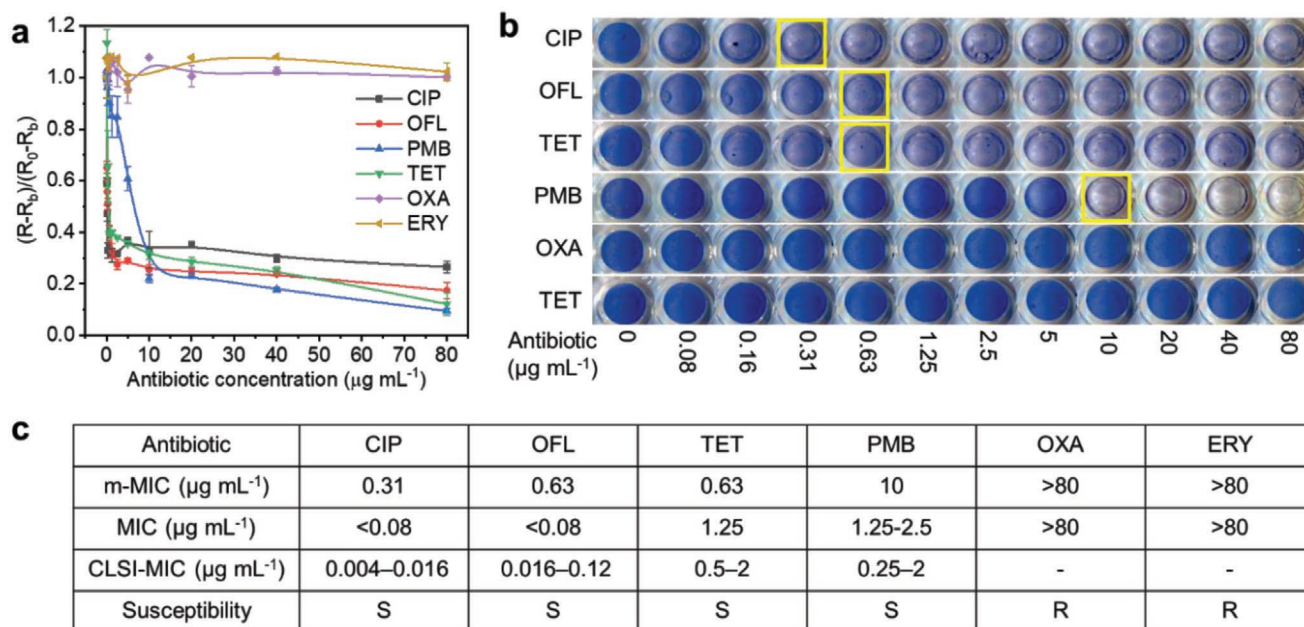 a
1.2
1.0
0.8
0.6
0.4
0.2
0.0
(R-Rb)/(R0-Rb)
CIP
OFL
PMB
TET
OXA
ERY
0 10 20 30 40 50 60 70 80
Antibiotic concentration (µg mL-1)
b
CIP
OFL
TET
PMB
OXA
TET
Antibiotic
(µg mL-1)
0 0.08 0.16 0.31 0.63 1.25 2.5 5 10 20 40 80
c
Antibiotic CIP OFL TET PMB OXA ERY
m-MIC (µg mL-1) 0.31 0.63 0.63 10 >80 >80
MIC (µg mL-1) <0.08 <0.08 1.25 1.25-2.5 >80 >80
CLSI-MIC (µg mL-1) 0.004–0.016 0.016–0.12 0.5–2 0.25–2 - -
Susceptibility S S S S R R